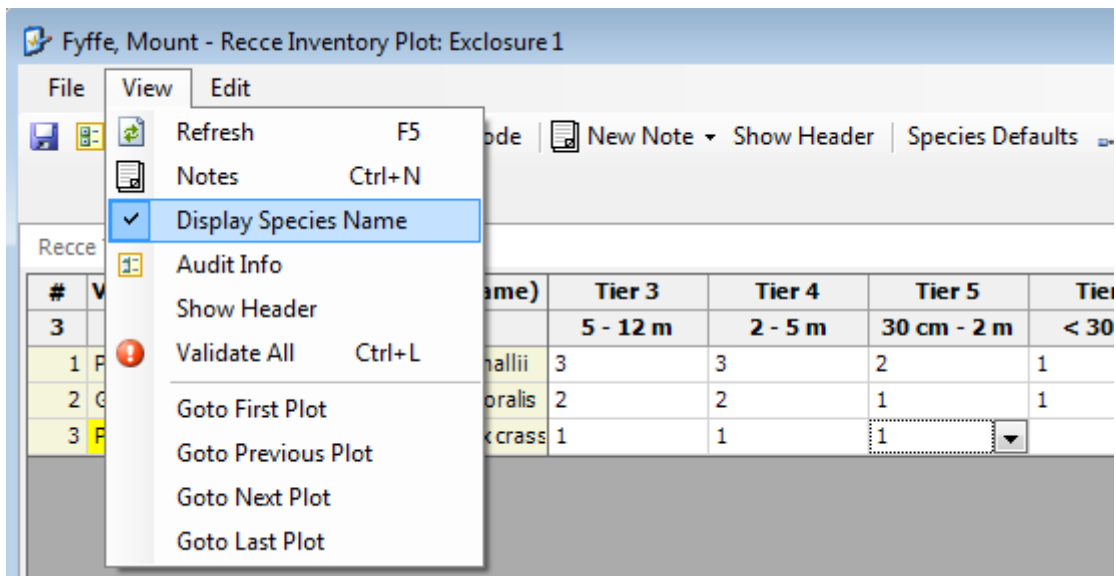 Fyffe, Mount - Recce Inventory Plot: Exclosure 1
File View Edit
New Note Show Header Species Defaults
Refresh F5
Notes Ctrl+N
Display Species Name
Audit Info
Show Header
Validate All Ctrl+L
Goto First Plot
Goto Previous Plot
Goto Next Plot
Goto Last Plot
Recce
# V ame) Tier 3 Tier 4 Tier 5 Tier
3 5 - 12 m 2 - 5 m 30 cm - 2 m < 30
1 P hallii 3 3 2 1
2 G oralis 2 2 1 1
3 P x crass 1 1 1